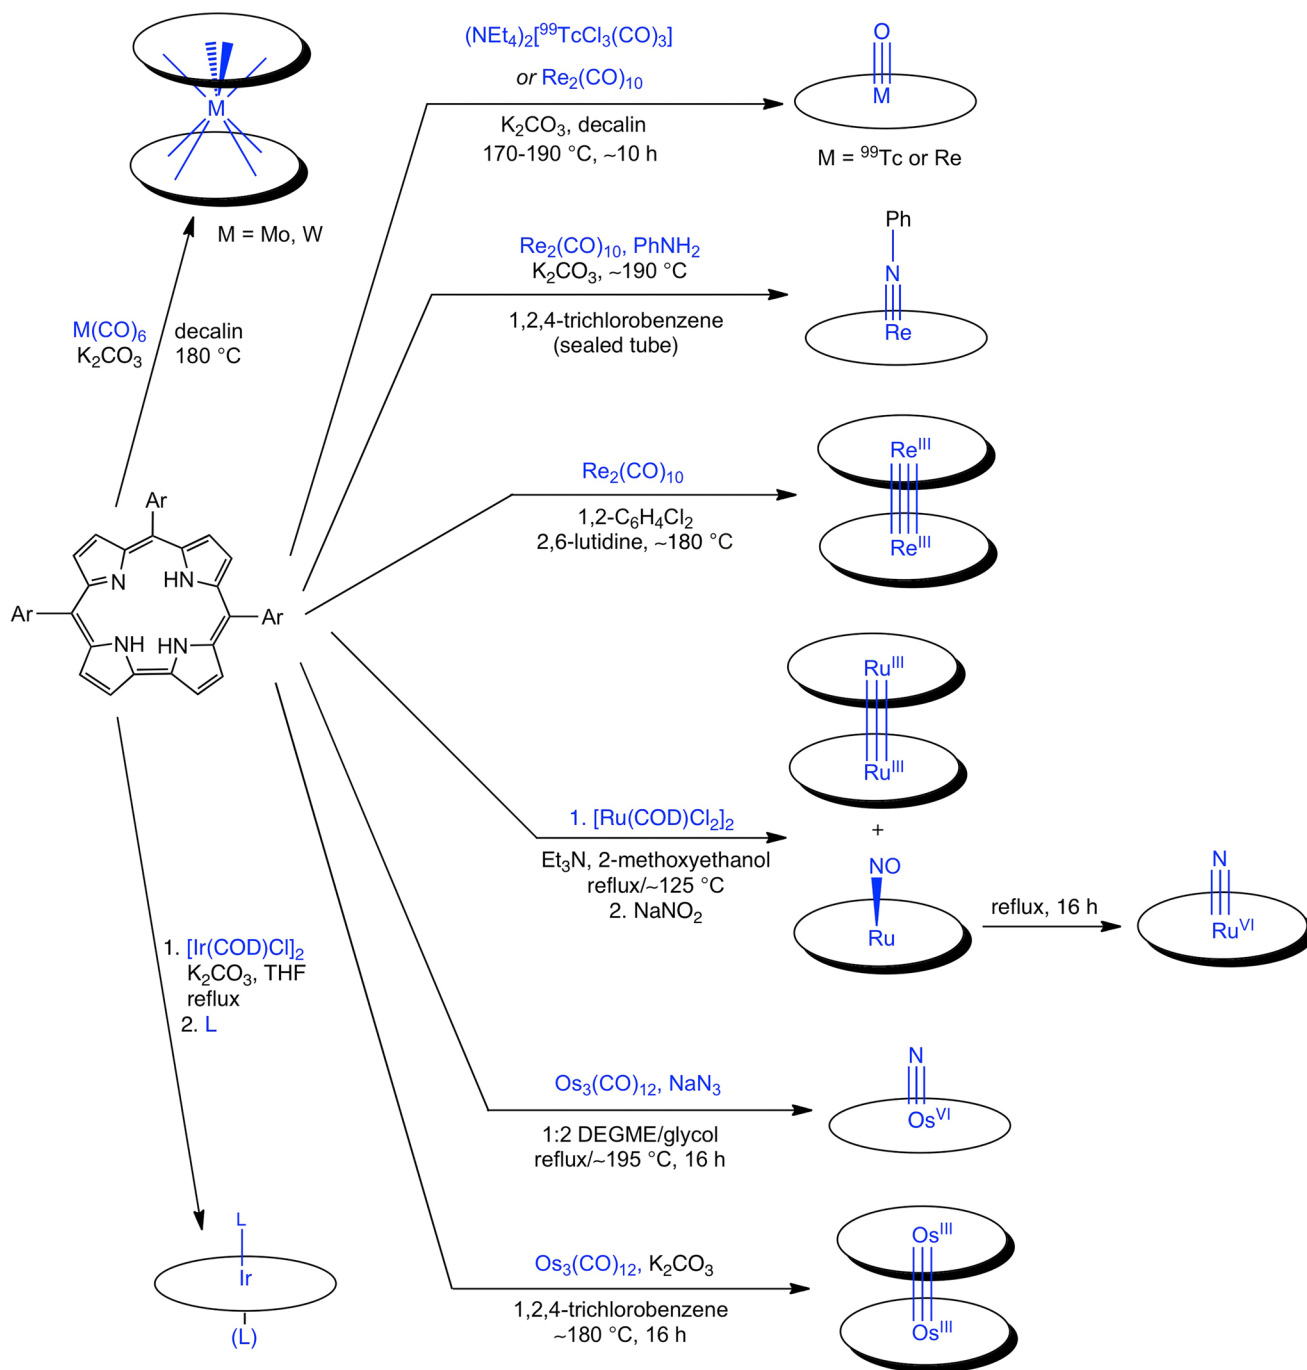 (NEt₄)₂[⁹⁹TcCl₃(CO)₃]
or Re₂(CO)₁₀
K₂CO₃, decalin
170-190 °C, ~10 h
O
M
M = ⁹⁹Tc or Re
M
M = Mo, W
M(CO)₆
K₂CO₃
decalin
180 °C
Re₂(CO)₁₀, PhNH₂
K₂CO₃, ~190 °C
1,2,4-trichlorobenzene
(sealed tube)
Ph
N
Re
Re₂(CO)₁₀
1,2-C₆H₄Cl₂
2,6-lutidine, ~180 °C
Reᴵᴵᴵ
Reᴵᴵᴵ
Ar
N
HN
Ar
Ar
NH
HN
Ruᴵᴵᴵ
Ruᴵᴵᴵ
+
1. [Ru(COD)Cl₂]₂
Et₃N, 2-methoxyethanol
reflux/~125 °C
2. NaNO₂
NO
Ru
reflux, 16 h
N
Ruⱽᴵ
1. [Ir(COD)Cl]₂
K₂CO₃, THF
reflux
2. L
Os₃(CO)₁₂, NaN₃
1:2 DEGME/glycol
reflux/~195 °C, 16 h
N
Osⱽᴵ
L
Ir
(L)
Os₃(CO)₁₂, K₂CO₃
1,2,4-trichlorobenzene
~180 °C, 16 h
Osᴵᴵᴵ
Osᴵᴵᴵ